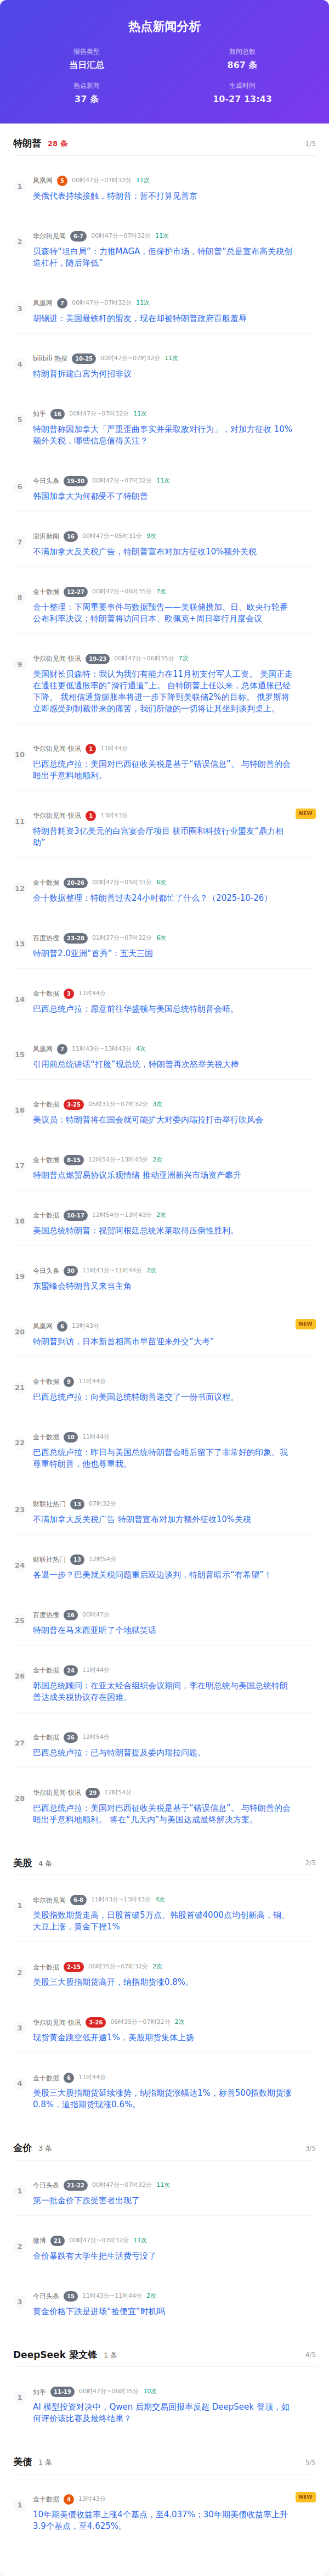 热点新闻分析
报告类型
新闻总数
当日汇总
867 条
热点新闻
生成时间
37 条
10-27 13:43
特朗普 28 条 1/5
1
凤凰网 5 00时47分~07时32分 11次
美俄代表持续接触，特朗普：暂不打算见普京
2
华尔街见闻 6-7 00时47分~07时32分 11次
贝森特“坦白局”：力推MAGA，但保护市场，特朗普“总是宣布高关税创
造杠杆，随后降低”
3
凤凰网 7 00时47分~07时32分 11次
胡锡进：美国最铁杆的盟友，现在却被特朗普政府百般羞辱
4
bilibili 热搜 10-25 00时47分~07时32分 11次
特朗普拆建白宫为何招非议
5
知乎 16 00时47分~07时32分 11次
特朗普称因加拿大「严重歪曲事实并采取敌对行为」，对加方征收 10%
额外关税，哪些信息值得关注？
6
今日头条 19-30 00时47分~07时32分 11次
韩国加拿大为何都受不了特朗普
7
澎湃新闻 16 00时47分~05时31分 9次
不满加拿大反关税广告，特朗普宣布对加方征收10%额外关税
8
金十数据 16-27 00时47分~06时35分 7次
金十整理：下周重要事件与数据预告——美联储携加、日、欧央行轮番
公布利率决议；特朗普将访问日本、欧佩克+周日举行月度会议
9
华尔街见闻-快讯 19-23 00时47分~06时35分 7次
美国财长贝森特：我认为我们有能力在11月初支付军人工资。 美国正走
在通往更低通胀率的“滑行通道”上。 自特朗普上任以来，总体通胀已经
下降。 我相信通货膨胀率将进一步下降到美联储2%的目标。 俄罗斯将
立即感受到制裁带来的痛苦，我们所做的一切将让其坐到谈判桌上。
10
华尔街见闻-快讯 1 11时44分
巴西总统卢拉：美国对巴西征收关税是基于“错误信息”。 与特朗普的会
晤出乎意料地顺利。
11
华尔街见闻-快讯 1 13时43分 NEW
特朗普耗资3亿美元的白宫宴会厅项目 获币圈和科技行业盟友“鼎力相
助”
12
金十数据 20-26 00时47分~05时31分 6次
金十数据整理：特朗普过去24小时都忙了什么？（2025-10-26）
13
百度热搜 23-28 01时37分~07时32分 6次
特朗普2.0亚洲“首秀”：五天三国
14
金十数据 3 11时44分
巴西总统卢拉：愿意前往华盛顿与美国总统特朗普会晤。
15
凤凰网 7 11时43分~13时43分 4次
引用前总统讲话“打脸”现总统，特朗普再次怒举关税大棒
16
金十数据 3-25 05时31分~07时32分 3次
美议员：特朗普将在国会就可能扩大对委内瑞拉打击举行吹风会
17
金十数据 8-15 12时54分~13时43分 2次
特朗普点燃贸易协议乐观情绪 推动亚洲新兴市场资产攀升
18
金十数据 10-17 12时54分~13时43分 2次
美国总统特朗普：祝贺阿根廷总统米莱取得压倒性胜利。
19
今日头条 30 11时43分~11时44分 2次
东盟峰会特朗普又来当主角
20
凤凰网 6 13时43分 NEW
特朗普到访，日本新首相高市早苗迎来外交“大考”
21
金十数据 9 11时44分
巴西总统卢拉：向美国总统特朗普递交了一份书面议程。
22
金十数据 10 11时44分
巴西总统卢拉：昨日与美国总统特朗普会晤后留下了非常好的印象。我
尊重特朗普，他也尊重我。
23
财联社热门 13 07时32分
不满加拿大反关税广告 特朗普宣布对加方额外征收10%关税
24
财联社热门 13 12时54分
各退一步？巴美就关税问题重启双边谈判，特朗普暗示“有希望”！
25
百度热搜 16 00时47分
特朗普在马来西亚听了个地狱笑话
26
金十数据 24 11时44分
韩国总统顾问：在亚太经合组织会议期间，李在明总统与美国总统特朗
普达成关税协议存在困难。
27
金十数据 26 12时54分
巴西总统卢拉：已与特朗普提及委内瑞拉问题。
28
华尔街见闻-快讯 29 12时54分
巴西总统卢拉：美国对巴西征收关税是基于“错误信息”。 与特朗普的会
晤出乎意料地顺利。 将在“几天内”与美国达成最终解决方案。
美股 4 条 2/5
1
华尔街见闻 6-8 11时43分~13时43分 4次
美股指数期货走高，日股首破5万点、韩股首破4000点均创新高，铜、
大豆上涨，黄金下挫1%
2
金十数据 2-15 06时35分~07时32分 2次
美股三大股指期货高开，纳指期货涨0.8%。
3
华尔街见闻-快讯 3-26 06时35分~07时32分 2次
现货黄金跳空低开逾1%，美股期货集体上扬
4
金十数据 6 11时44分
美股三大股指期货延续涨势，纳指期货涨幅达1%，标普500指数期货涨
0.8%，道指期货现涨0.6%。
金价 3 条 3/5
1
今日头条 21-22 00时47分~07时32分 11次
第一批金价下跌受害者出现了
2
微博 21 00时47分~07时32分 11次
金价暴跌有大学生把生活费亏没了
3
今日头条 15 11时43分~11时44分 2次
黄金价格下跌是进场“捡便宜”时机吗
DeepSeek 梁文锋 1 条 4/5
1
知乎 11-19 00时47分~06时35分 10次
AI 模型投资对决中，Qwen 后期交易回报率反超 DeepSeek 登顶，如
何评价该比赛及最终结果？
美债 1 条 5/5
1
金十数据 4 13时43分 NEW
10年期美债收益率上涨4个基点，至4.037%；30年期美债收益率上升
3.9个基点，至4.625%。